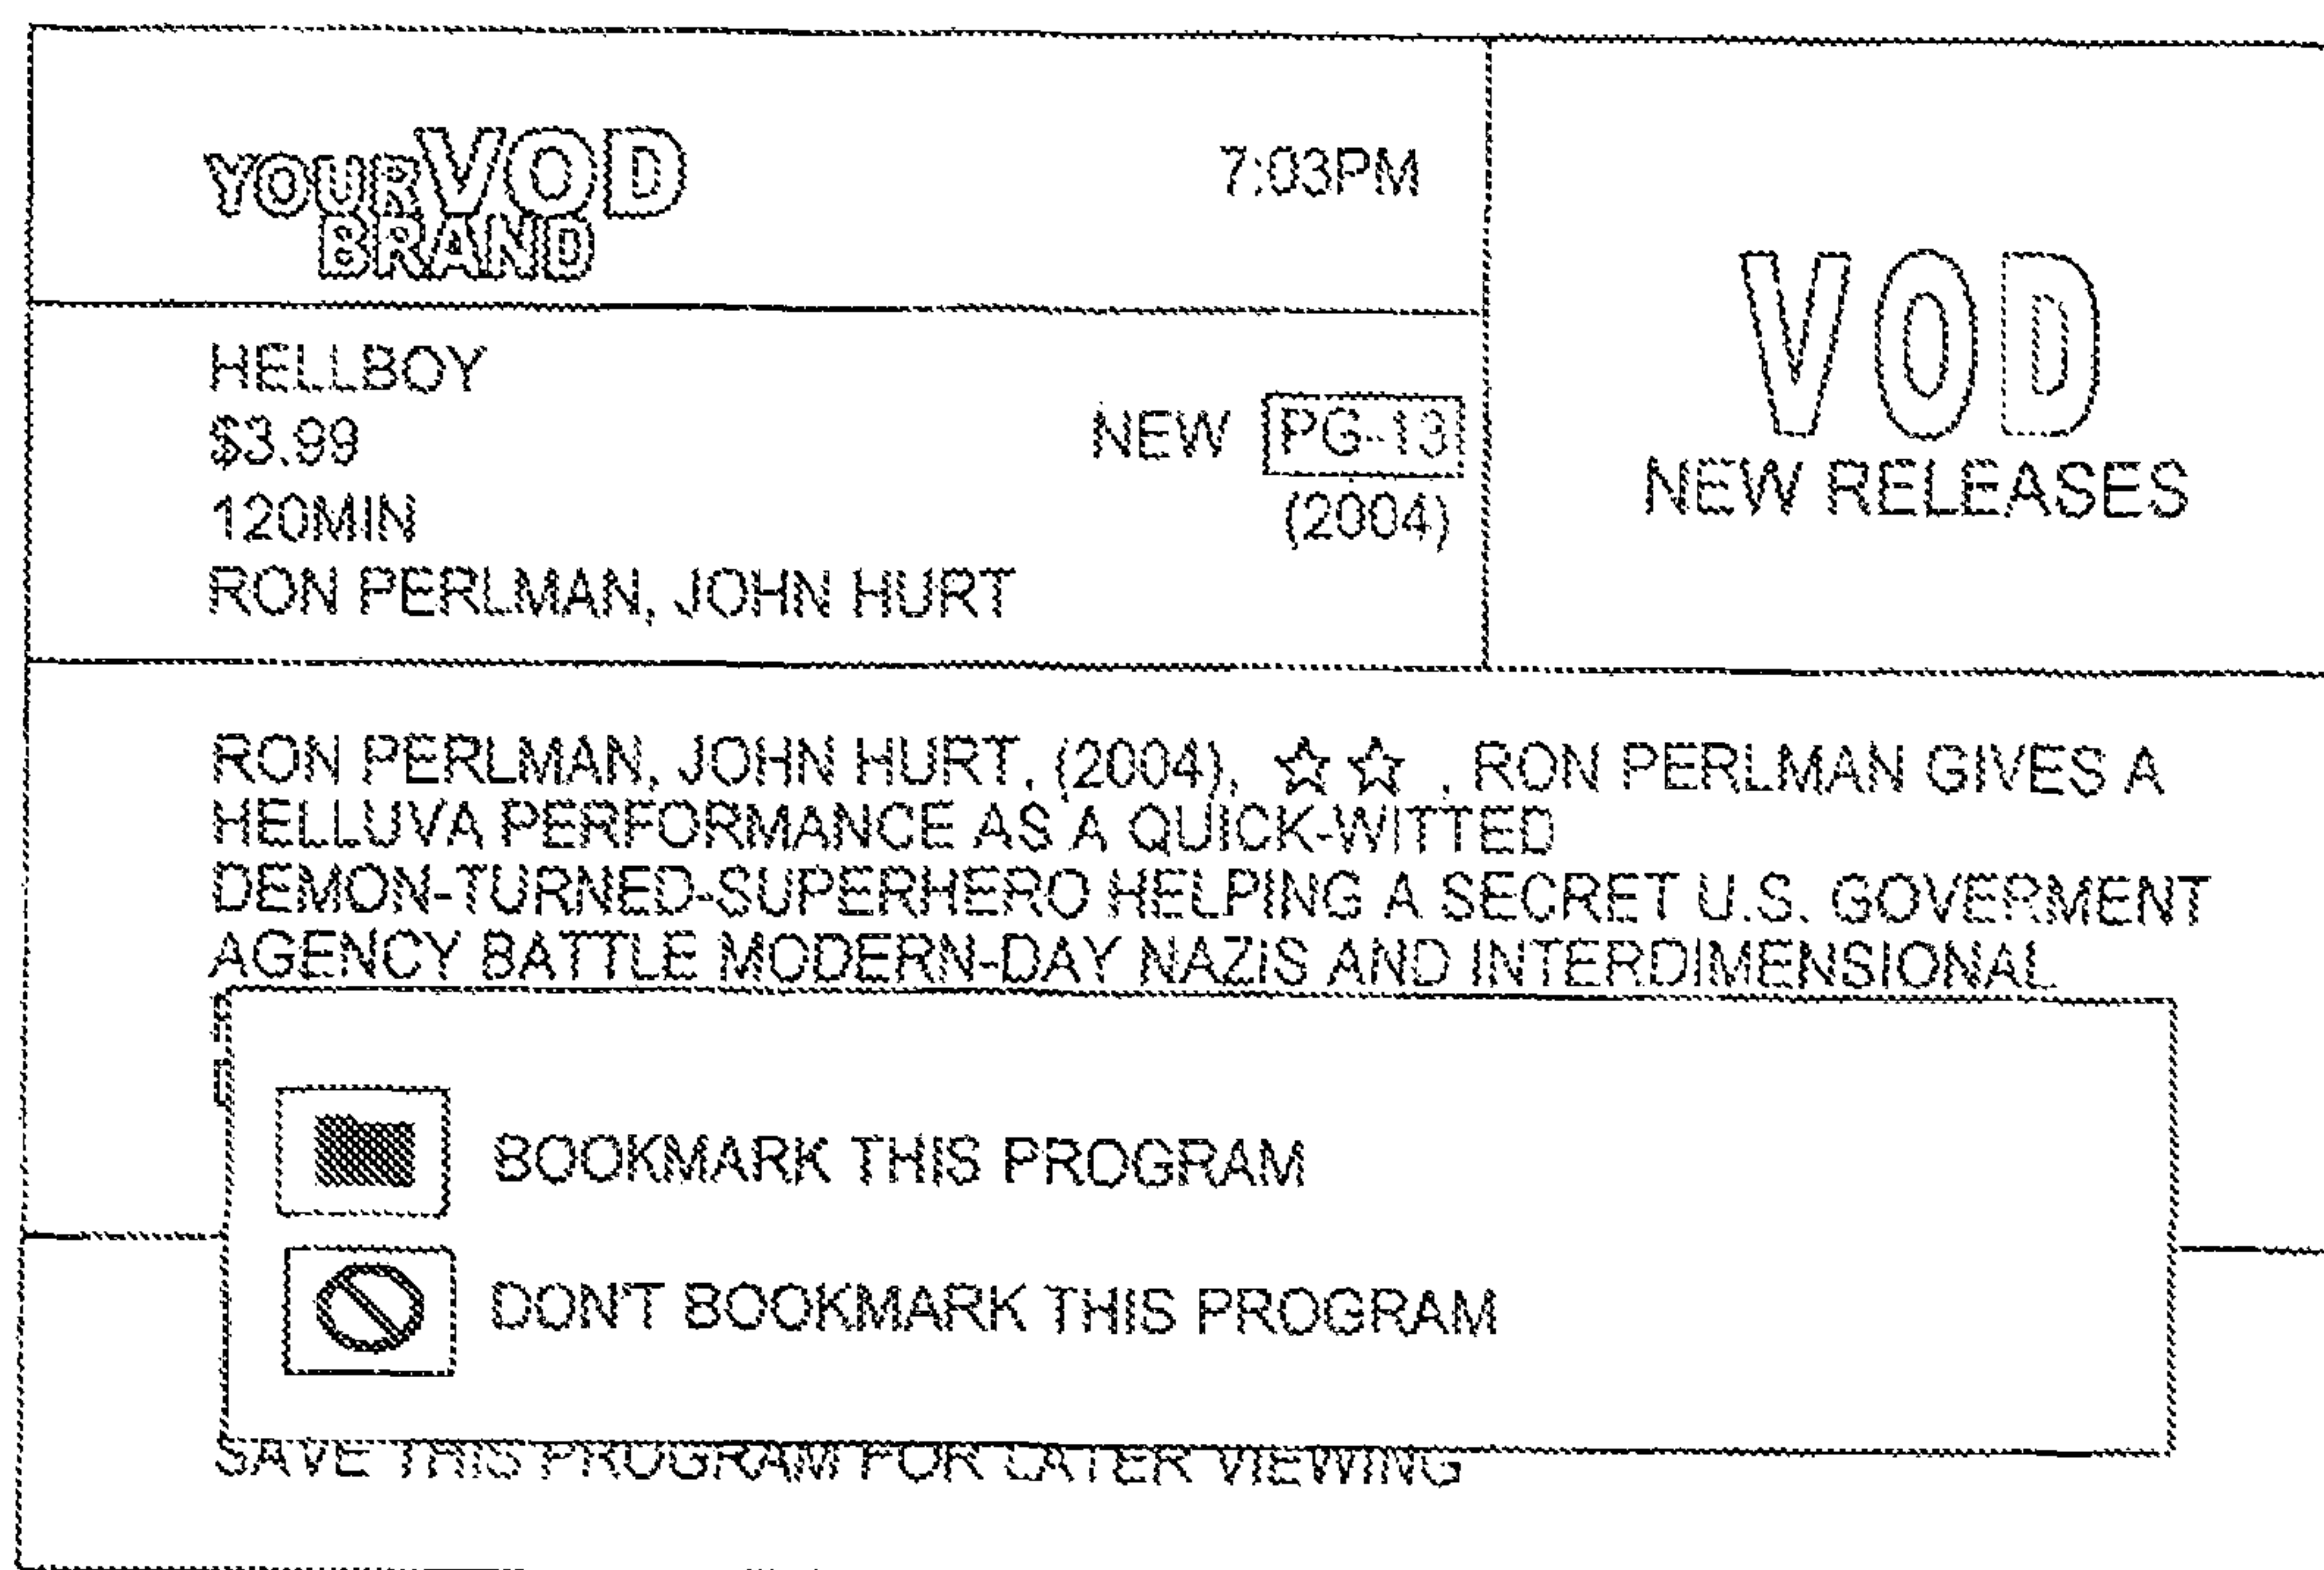 YOUR VOD
BRAND
7:03PM
HELLBOY
$3.99
NEW PG-13
120MIN
(2004)
RON PERLMAN, JOHN HURT
VOD
NEW RELEASES
RON PERLMAN, JOHN HURT, (2004), ☆☆ . RON PERLMAN GIVES A
HELLUVA PERFORMANCE AS A QUICK-WITTED
DEMON-TURNED-SUPERHERO HELPING A SECRET U.S. GOVERMENT
AGENCY BATTLE MODERN-DAY NAZIS AND INTERDIMENSIONAL
BOOKMARK THIS PROGRAM
DON'T BOOKMARK THIS PROGRAM
SAVE THIS PROGRAM FOR LATER VIEWING